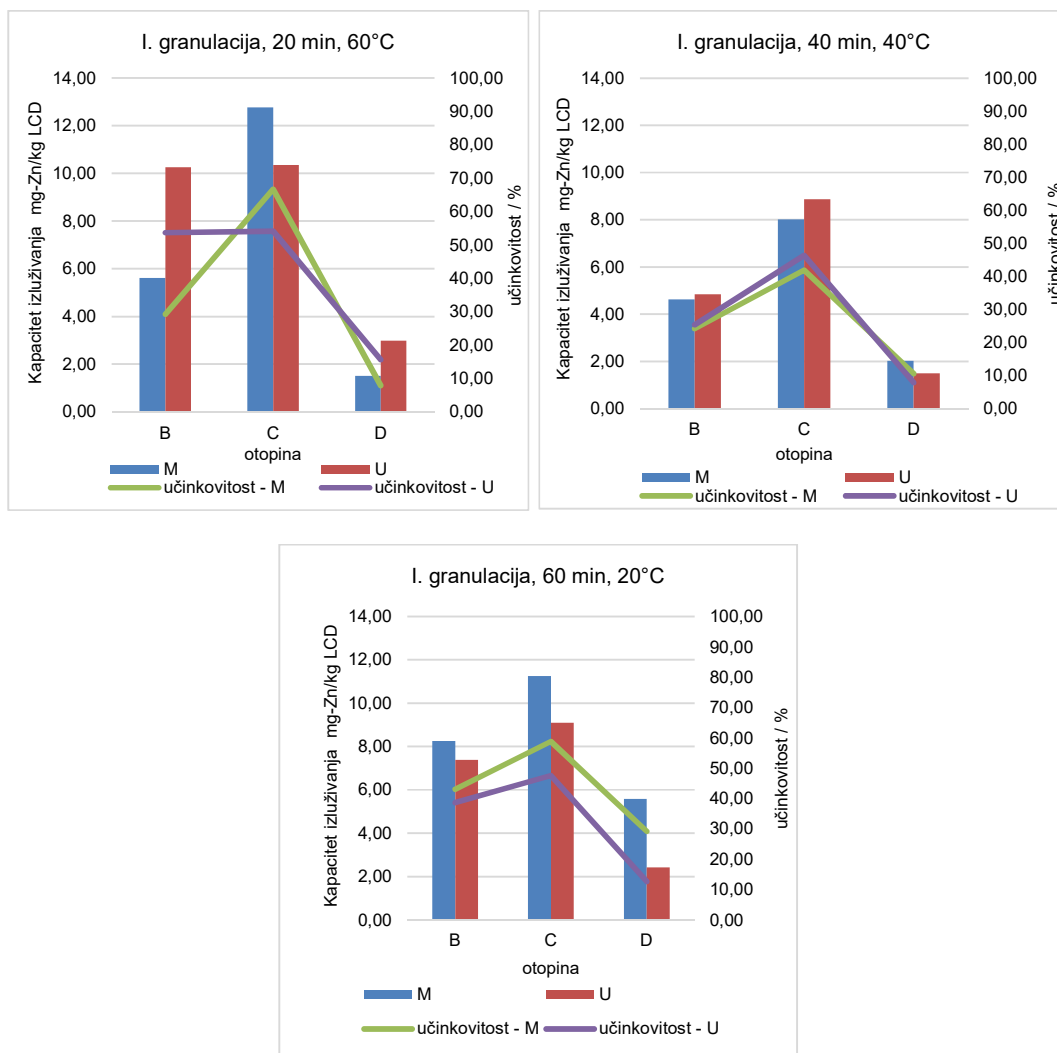 I. granulacija, 20 min, 60°C
Kapacitet izluživanja mg-Zn/kg LCD
14,00
12,00
10,00
8,00
6,00
4,00
2,00
0,00
100,00
90,00
80,00
70,00
60,00
50,00
40,00
30,00
20,00
10,00
0,00
učinkovitost / %
B C D
otopina
M U
učinkovitost - M učinkovitost - U
I. granulacija, 40 min, 40°C
Kapacitet izluživanja mg-Zn/kg LCD
14,00
12,00
10,00
8,00
6,00
4,00
2,00
0,00
100,00
90,00
80,00
70,00
60,00
50,00
40,00
30,00
20,00
10,00
0,00
učinkovitost / %
B C D
otopina
M U
učinkovitost - M učinkovitost - U
I. granulacija, 60 min, 20°C
Kapacitet izluživanja mg-Zn/kg LCD
14,00
12,00
10,00
8,00
6,00
4,00
2,00
0,00
100,00
90,00
80,00
70,00
60,00
50,00
40,00
30,00
20,00
10,00
0,00
učinkovitost / %
B C D
otopina
M U
učinkovitost - M učinkovitost - U